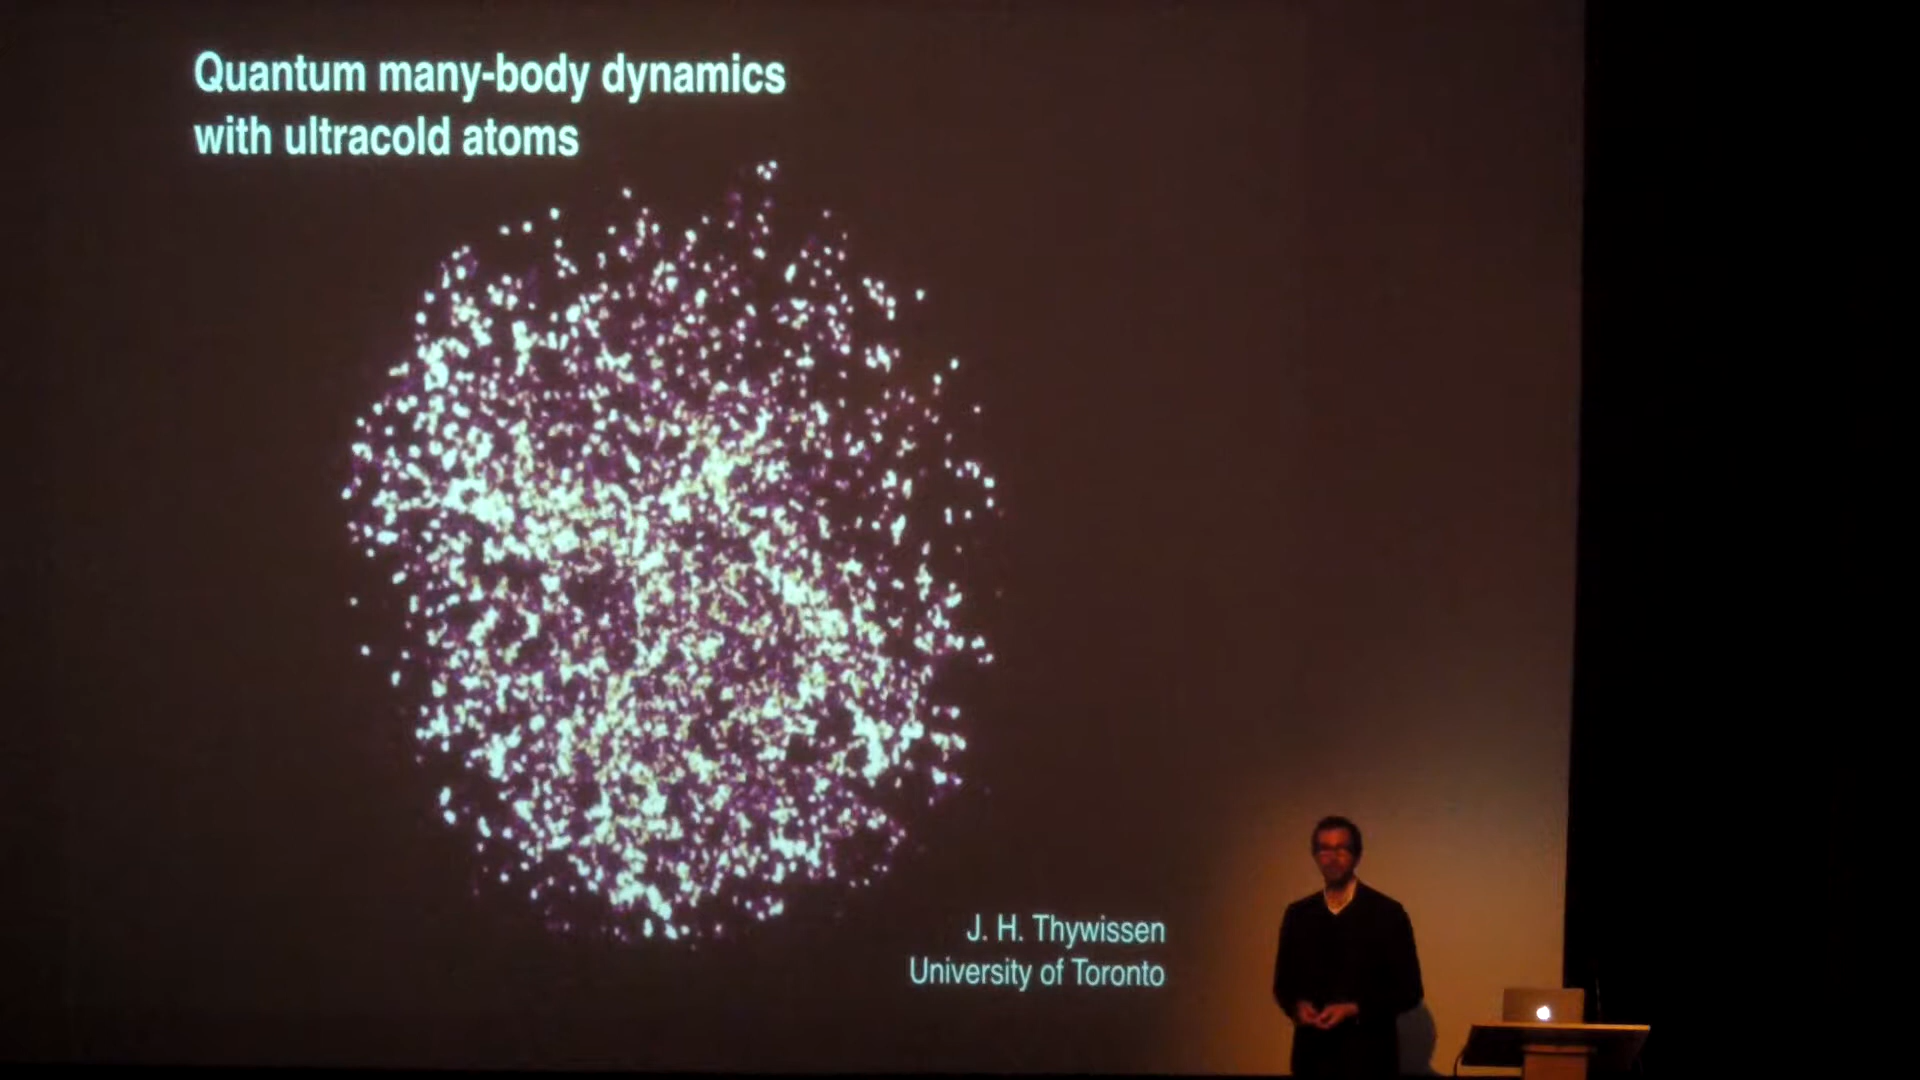 Quantum many-body dynamics
with ultracold atoms
J. H. Thywissen
University of Toronto